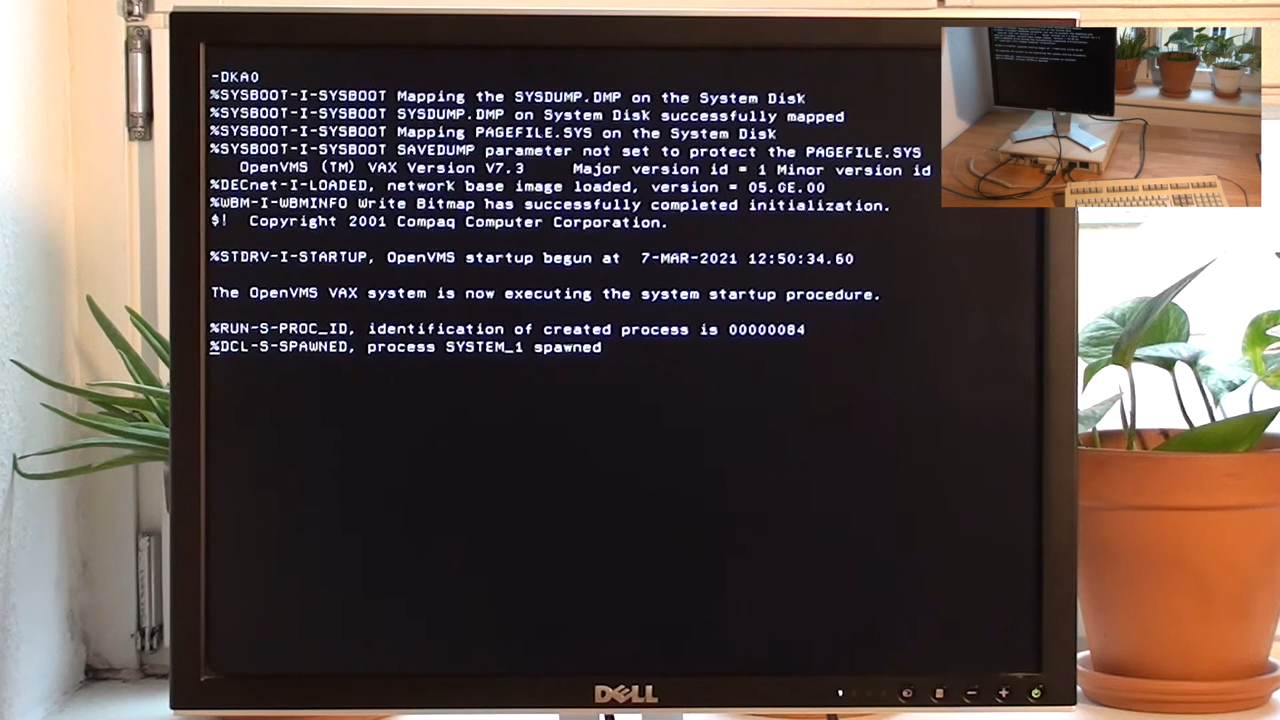 -DKA0
%SYSBOOT-I-SYSBOOT Mapping the SYSDUMP.DMP on the System Disk
%SYSBOOT-I-SYSBOOT SYSDUMP.DMP on System Disk successfully mapped
%SYSBOOT-I-SYSBOOT Mapping PAGEFILE.SYS on the System Disk
%SYSBOOT-I-SYSBOOT SAVEDUMP parameter not set to protect the PAGEFILE.SYS
OpenVMS (TM) VAX Version V7.3 Major version id = 1 Minor version id
%DECnet-I-LOADED, network base image loaded, version = 05.0E.00
%WBM-I-WBMINFO Write Bitmap has successfully completed initialization.
$! Copyright 2001 Compaq Computer Corporation.
%STDRV-I-STARTUP, OpenVMS startup begun at 7-MAR-2021 12:50:34.60
The OpenVMS VAX system is now executing the system startup procedure.
%RUN-S-PROC_ID, identification of created process is 00000084
%DCL-S-SPAWNED, process SYSTEM_1 spawned
DELL